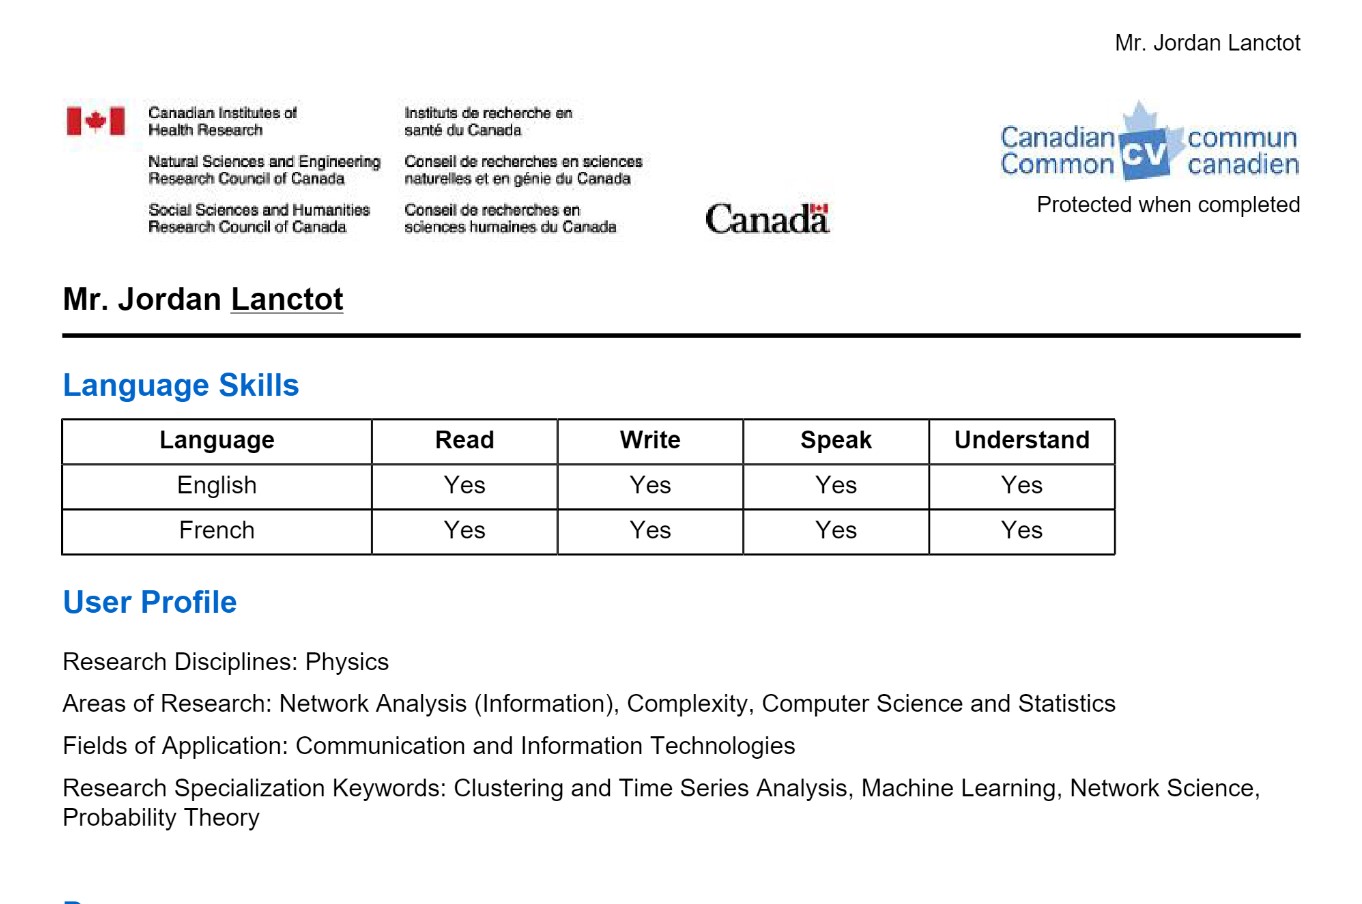 Mr. Jordan Lanctot
Canadian Institutes of Health Research
Instituts de recherche en santé du Canada
Natural Sciences and Engineering Research Council of Canada
Conseil de recherches en sciences naturelles et en génie du Canada
Social Sciences and Humanities Research Council of Canada
Conseil de recherches en sciences humaines du Canada
Canada
Canadian Common CV commun canadien
Protected when completed
Mr. Jordan Lanctot
Language Skills
Language Read Write Speak Understand
English Yes Yes Yes Yes
French Yes Yes Yes Yes
User Profile
Research Disciplines: Physics
Areas of Research: Network Analysis (Information), Complexity, Computer Science and Statistics
Fields of Application: Communication and Information Technologies
Research Specialization Keywords: Clustering and Time Series Analysis, Machine Learning, Network Science,
Probability Theory